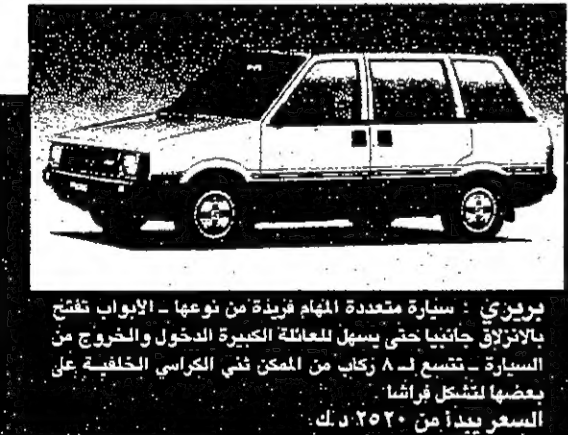 بريري : سيارة متعددة المهام فريدة من نوعها – الابواب تفتح
بالانزلاق جانبيا حتى يسهل للعائلة الكبيرة الدخول والخروج من
السيارة – تتسع لـ ٨ ركاب من الممكن ثني الكراسي الخلفية على
بعضها لتشكل فراشا
السعر يبدأ من ٢٥٢٠ د.ك.